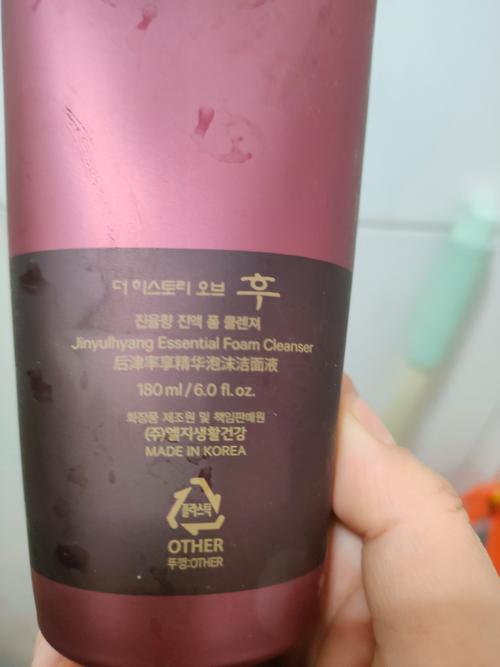 더 히스토리 오브 후
진율향 진액 폼 클렌져
Jinyulhyang Essential Foam Cleanser
后津率享精华泡沫洁面液
180 ml / 6.0 fl. oz.
화장품 제조원 및 책임판매원
(주)엘지생활건강
MADE IN KOREA
플라스틱
OTHER
뚜껑:OTHER